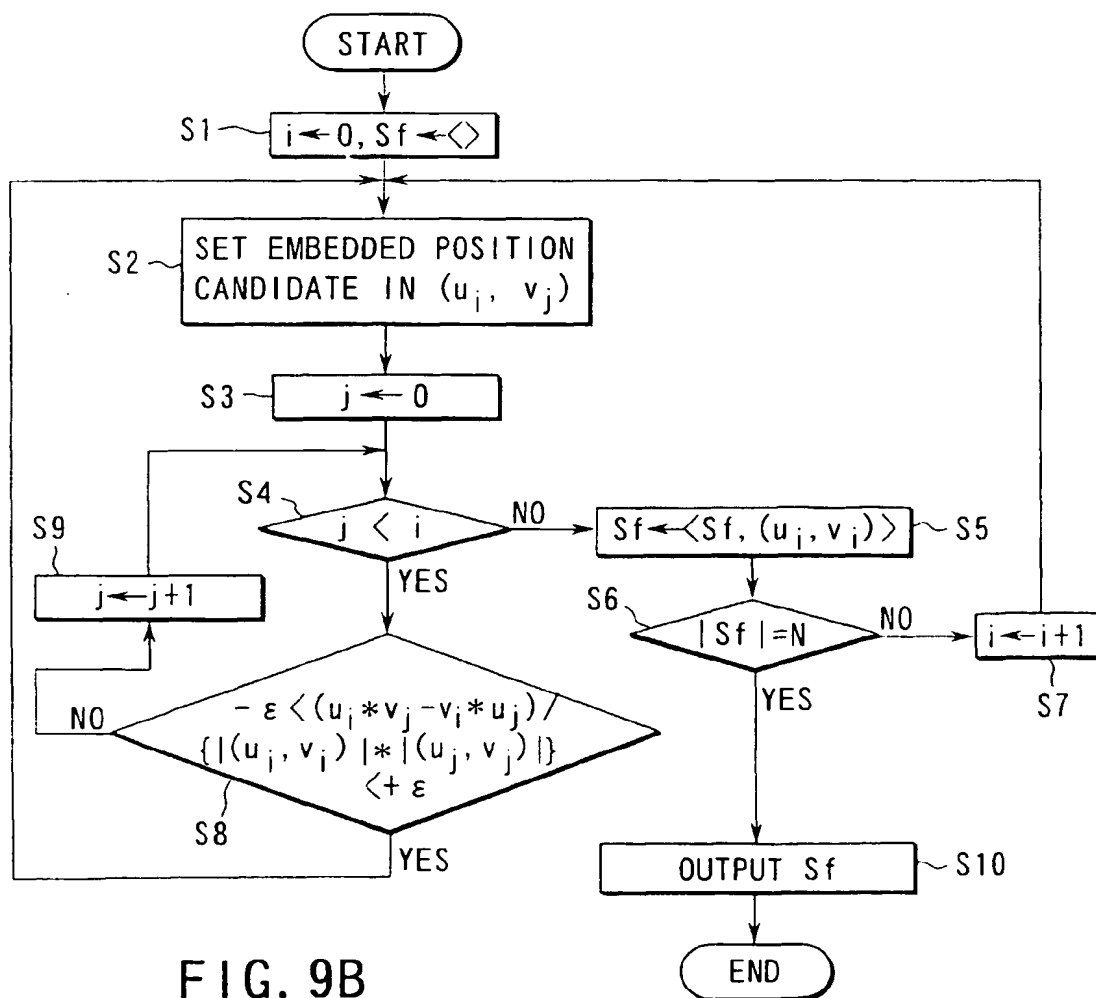 START
S1
i←0, Sf←<>
S2
SET EMBEDDED POSITION
CANDIDATE IN (u_i, v_j)
S3
j←0
S4
j < i
NO
YES
Sf←<Sf, (u_i, v_i)>
S5
S9
j←j+1
S6
|Sf|=N
NO
YES
i←i+1
S7
NO
-ε<(u_i*v_j-v_i*u_j)/
{|(u_i, v_i)|*|(u_j, v_j)|}
<+ε
S8
YES
OUTPUT Sf
S10
END
FIG. 9B